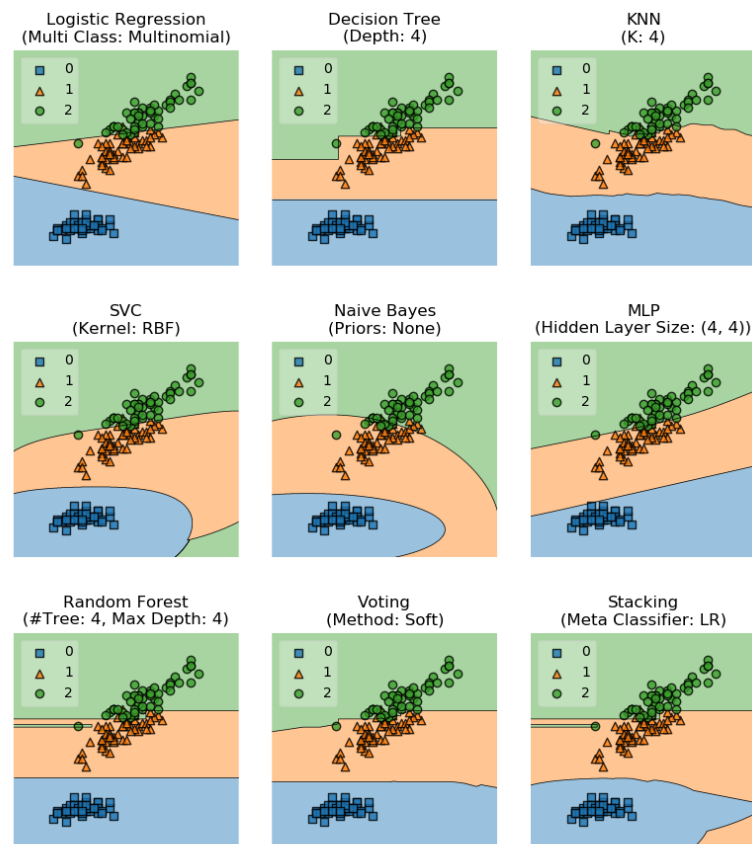 Logistic Regression
(Multi Class: Multinomial)
0
1
2
Decision Tree
(Depth: 4)
0
1
2
KNN
(K: 4)
0
1
2
SVC
(Kernel: RBF)
0
1
2
Naive Bayes
(Priors: None)
0
1
2
MLP
(Hidden Layer Size: (4, 4))
0
1
2
Random Forest
(#Tree: 4, Max Depth: 4)
0
1
2
Voting
(Method: Soft)
0
1
2
Stacking
(Meta Classifier: LR)
0
1
2